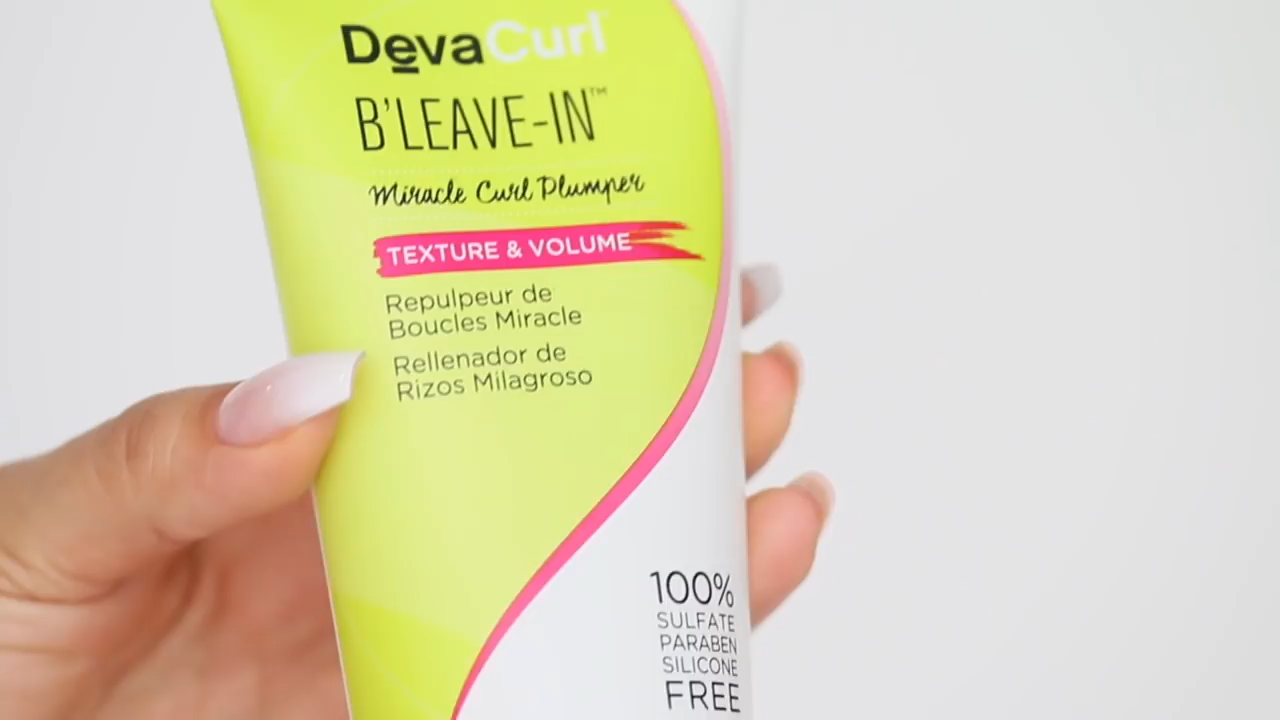 DevaCurl
B'LEAVE-IN™
Miracle Curl Plumper
TEXTURE & VOLUME
Repulpeur de
Boucles Miracle
Rellenador de
Rizos Milagroso
100%
SULFATE
PARABEN
SILICONE
FREE